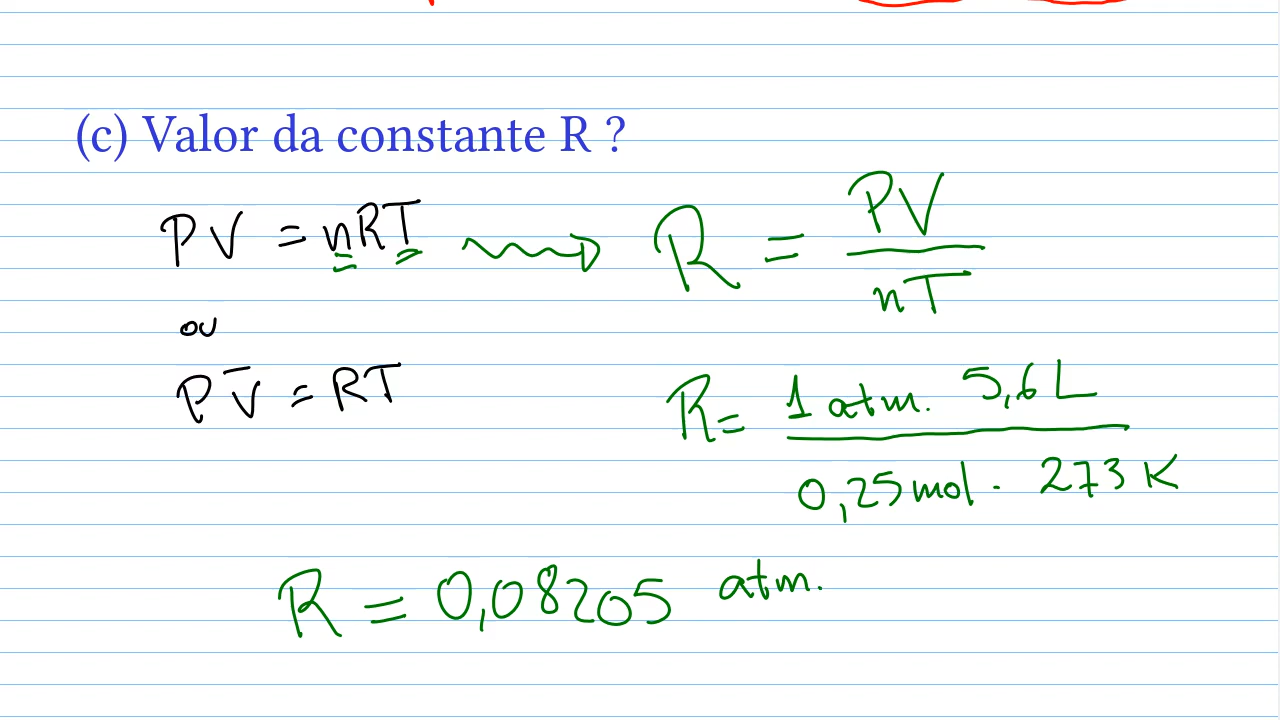 (c) Valor da constante R ?
PV = nRT ⟿ R = PV / nT
ou
PV̄ = RT
R = 1 atm. 5,6 L / 0,25 mol . 273 K
R = 0,08205 atm.